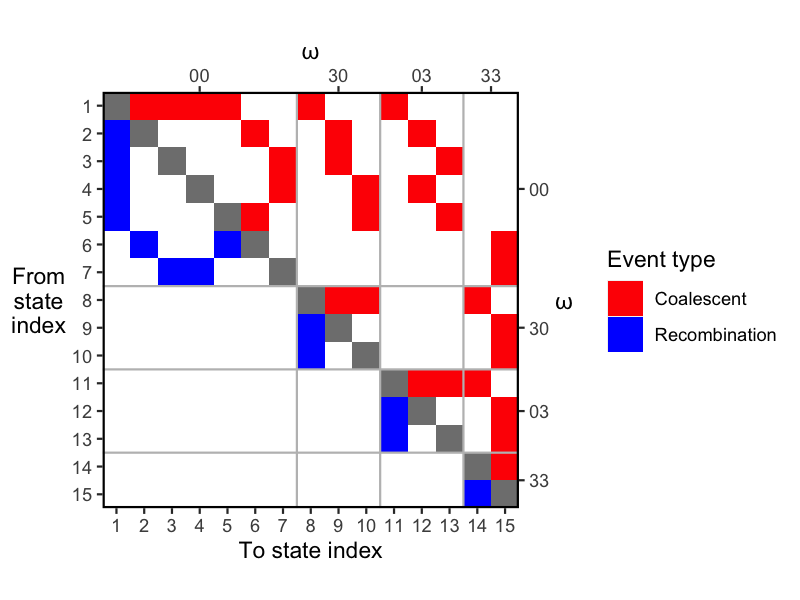 ω
00 30 03 33
1
2
3
4
5
6
7
8
9
10
11
12
13
14
15
From
state
index
00
30
03
33
ω
1 2 3 4 5 6 7 8 9 10 11 12 13 14 15
To state index
Event type
Coalescent
Recombination